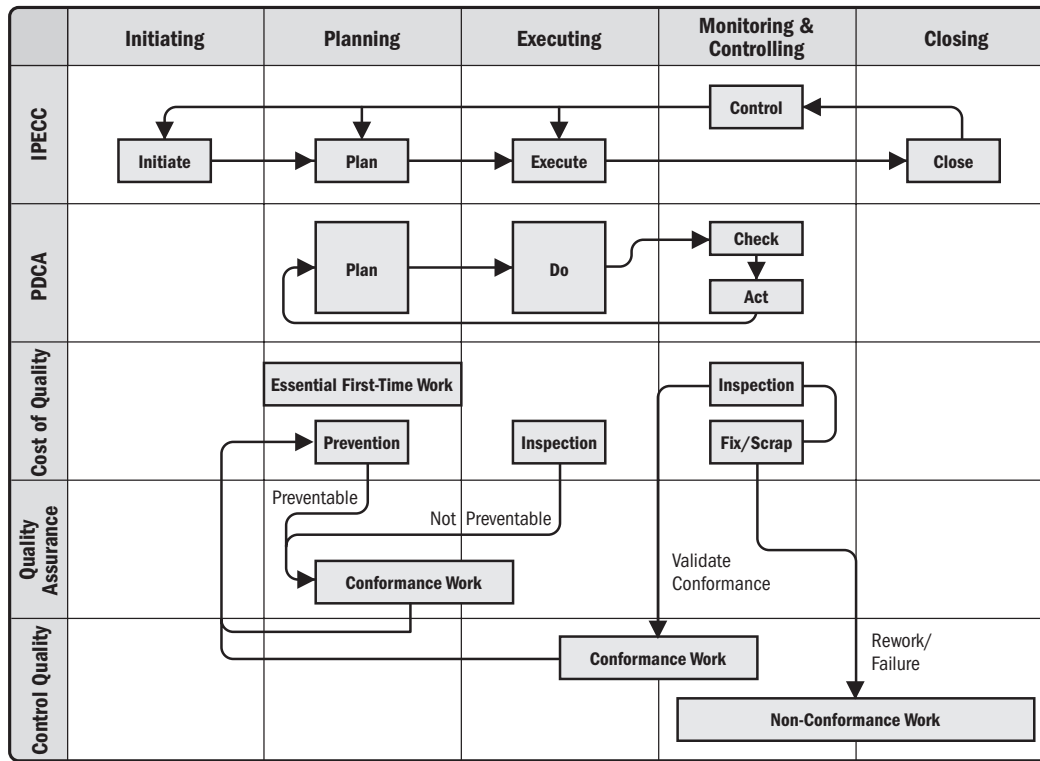 Initiating
Planning
Executing
Monitoring &
Controlling
Closing
IPECC
Control
Initiate
Plan
Execute
Close
PDCA
Plan
Do
Check
Act
Cost of Quality
Essential First-Time Work
Inspection
Prevention
Inspection
Fix/Scrap
Quality
Assurance
Preventable
Not Preventable
Conformance Work
Validate
Conformance
Control Quality
Conformance Work
Rework/
Failure
Non-Conformance Work